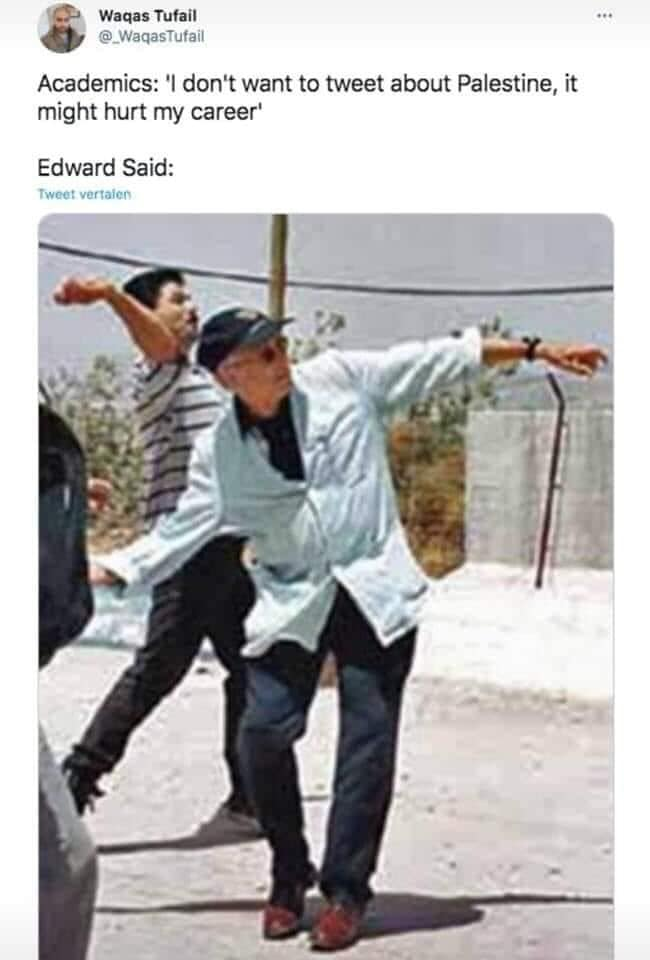 Waqas Tufail
@_WaqasTufail
Academics: 'I don't want to tweet about Palestine, it
might hurt my career'
Edward Said:
Tweet vertalen